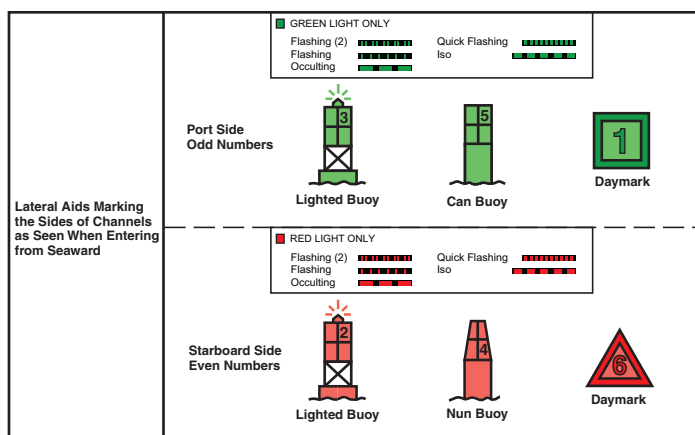 GREEN LIGHT ONLY
Flashing (2)
Quick Flashing
Flashing
Iso
Occulting
Port Side
Odd Numbers
3
5
1
Lighted Buoy
Can Buoy
Daymark
Lateral Aids Marking
the Sides of Channels
as Seen When Entering
from Seaward
RED LIGHT ONLY
Flashing (2)
Quick Flashing
Flashing
Iso
Occulting
Starboard Side
Even Numbers
2
4
6
Lighted Buoy
Nun Buoy
Daymark